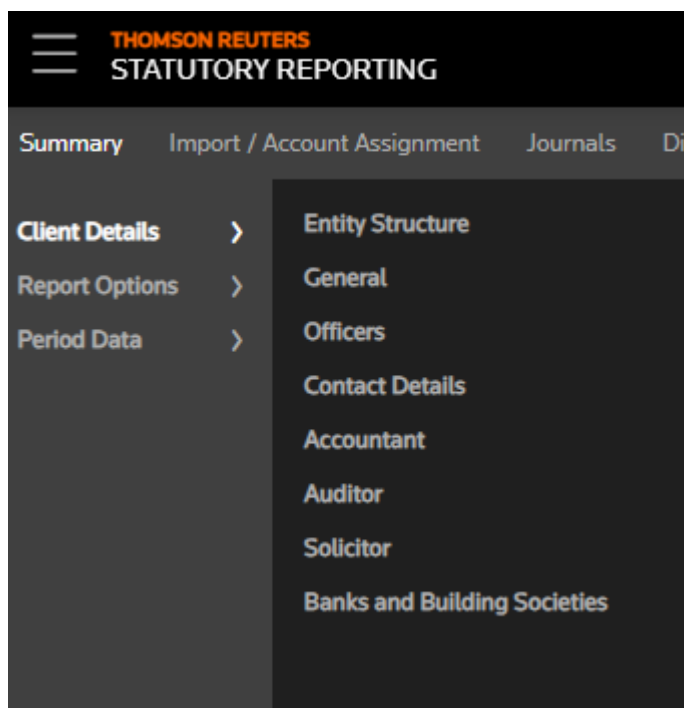 THOMSON REUTERS
STATUTORY REPORTING
Summary Import / Account Assignment Journals
Client Details
Report Options
Period Data
Entity Structure
General
Officers
Contact Details
Accountant
Auditor
Solicitor
Banks and Building Societies